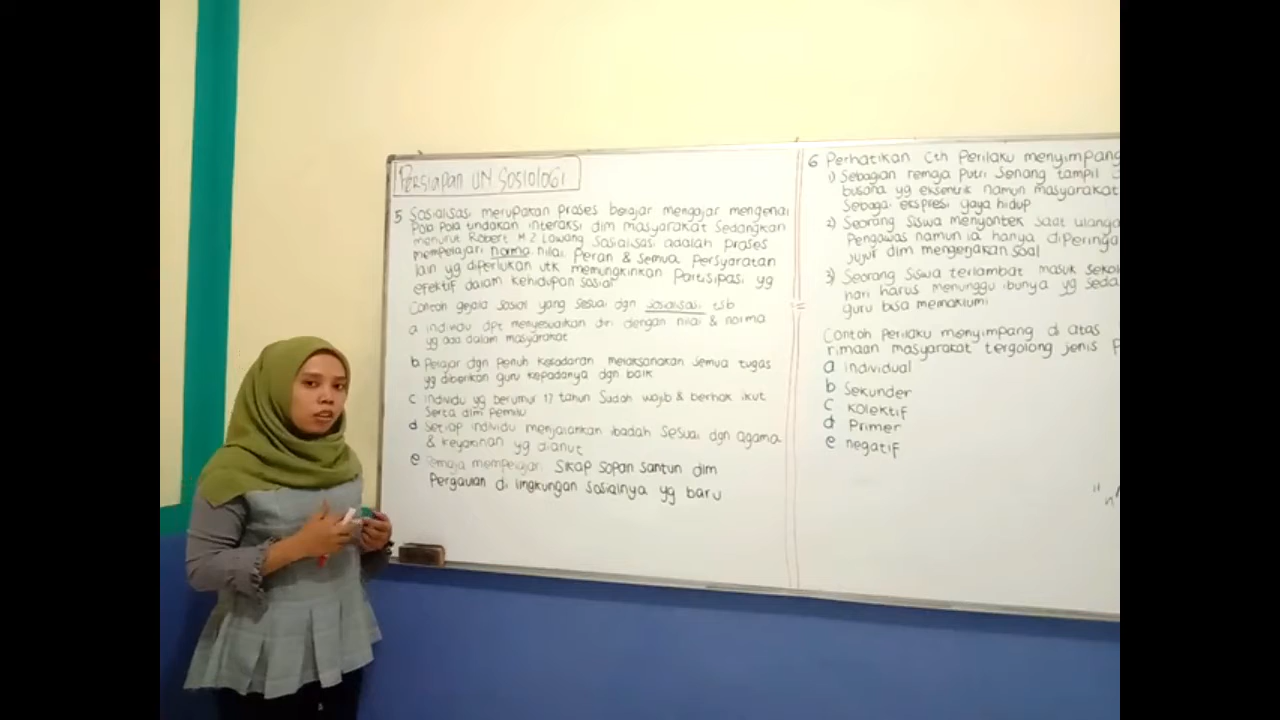 PERSIAPAN UN SOSIOLOGI
5 Sosialisasi merupakan proses belajar mengajar mengenai
Pola Pola tindakan interaksi dlm masyarakat Sedangkan
menurut Robert M Z Lawang Sosialisasi adalah proses
mempelajari norma nilai Peran & Semua Persyaratan
lain yg diperlukan utk memungkinkan Partisipasi yg
efektif dalam kehidupan sosial
Contoh gejala sosial yang Sesuai dgn sosialisasi tsb
a individu dpt menyesuaikan diri dengan nilai & norma
yg ada dalam masyarakat
b Pelajar dgn Penuh Kesadaran melaksanakan Semua tugas
yg diberikan guru kepadanya dgn baik
c individu yg berumur 17 tahun Sudah wajib & berhak ikut
Serta dlm Pemilu
d Setiap individu menjalankan ibadah Sesuai dgn agama
& Keyakinan yg dianut
e remaja mempelajari Sikap Sopan Santun dlm
Pergaulan di lingkungan Sosialnya yg baru
6 Perhatikan Cth Perilaku menyimpang
1) Sebagian remaja Putri Senang tampil
busana yg eksentrik namun masyarakat
Sebagai ekspresi gaya hidup
2) Seorang Siswa menyontek saat ulanga
Pengawas namun ia hanya diperinga
jujur dlm mengerjakan Soal
3) Seorang Siswa terlambat masuk Sekol
hari harus menunggu ibunya yg seda
guru bisa memaklumi
Contoh Perilaku menyimpang di atas
rimaan masyarakat tergolong jenis P
a individual
b Sekunder
c Kolektif
d Primer
e negatif